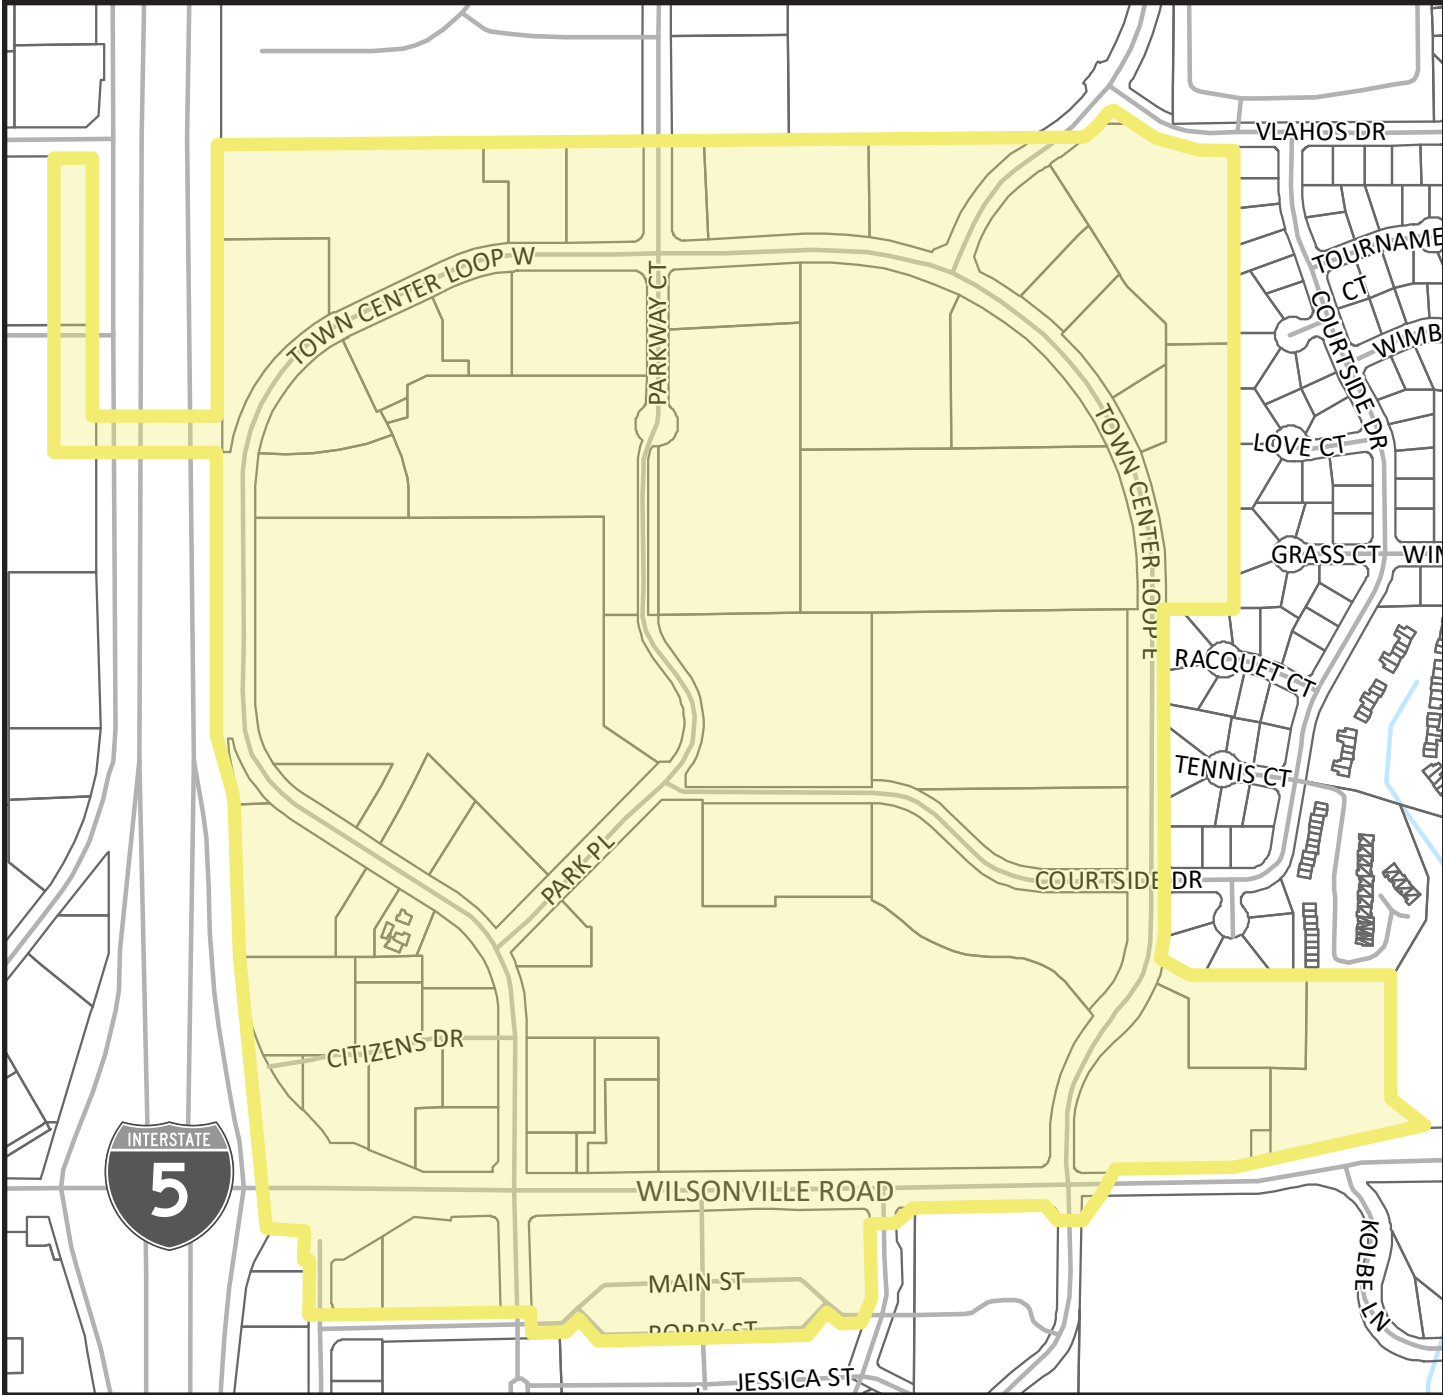 VLAHOS DR
TOURNAME
CT
TOWN CENTER LOOP W
PARKWAY CT
COURTSIDE DR
WIMB
TOWN CENTER LOOP E
LOVE CT
GRASS CT
WIM
RACQUET CT
TENNIS CT
PARK PL
COURTSIDE DR
CITIZENS DR
INTERSTATE
5
WILSONVILLE ROAD
KOLBE LN
MAIN ST
JESSICA ST